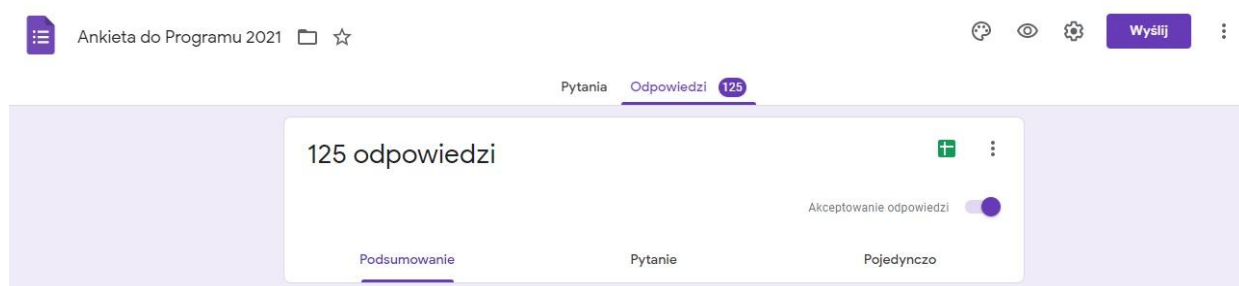 Ankieta do Programu 2021
Wyślij
Pytania Odpowiedzi 125
125 odpowiedzi
Akceptowanie odpowiedzi
Podsumowanie Pytanie Pojedynczo